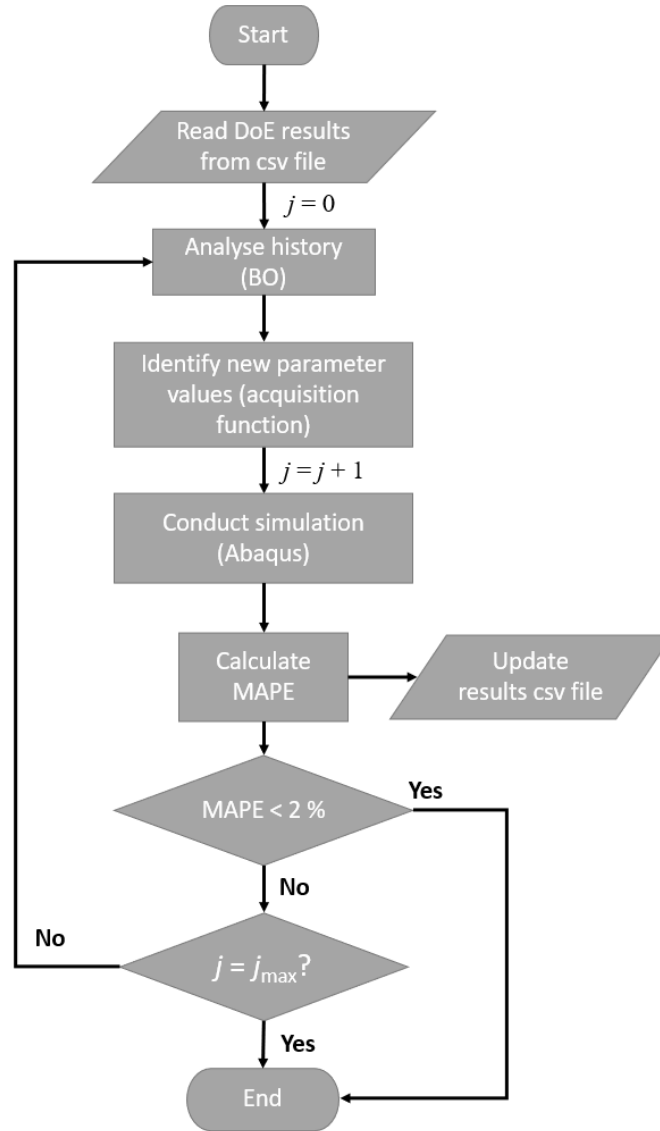 Start
Read DoE results
from csv file
j = 0
Analyse history
(BO)
Identify new parameter
values (acquisition
function)
j = j + 1
Conduct simulation
(Abaqus)
Calculate
MAPE
Update
results csv file
MAPE < 2 %
Yes
No
j = jmax?
No
Yes
End